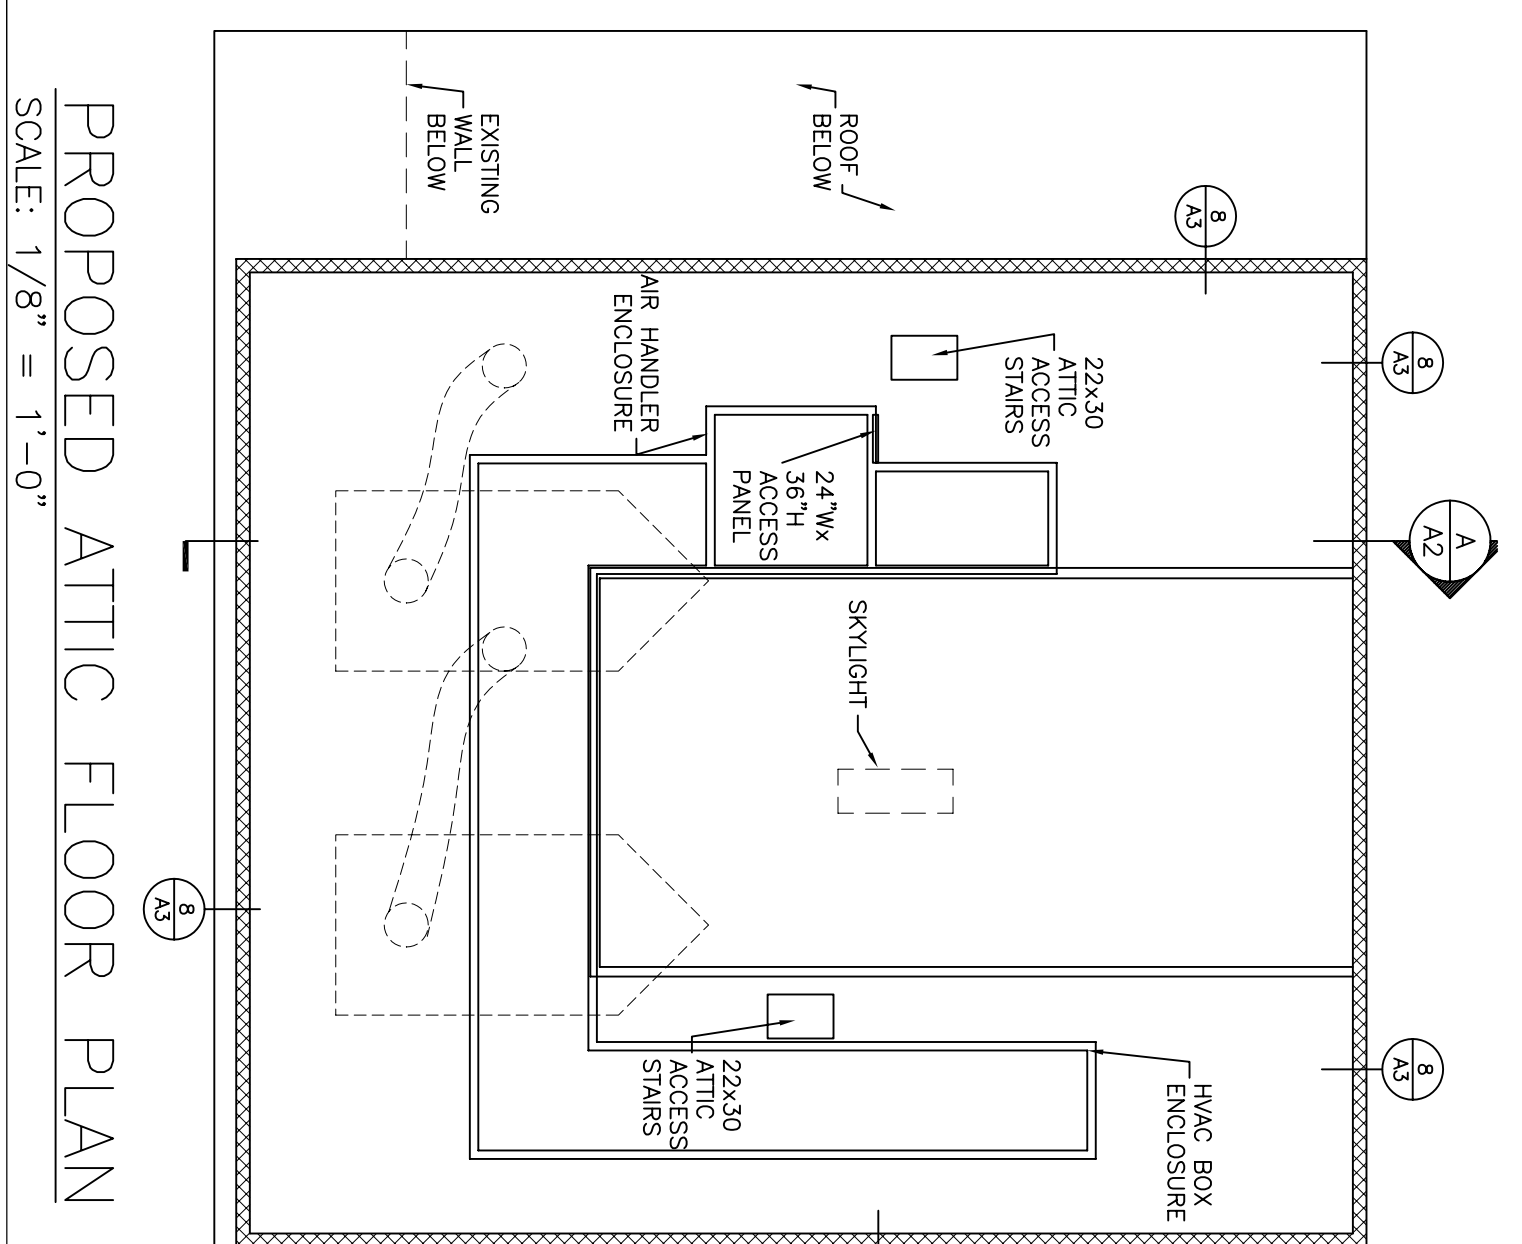 8
A3
8
A3
A
A2
8
A3
8
A3
ROOF
BELOW
EXISTING
WALL
BELOW
22x30
ATTIC
ACCESS
STAIRS
AIR HANDLER
ENCLOSURE
24"Wx
36"H
ACCESS
PANEL
SKYLIGHT
HVAC BOX
ENCLOSURE
22x30
ATTIC
ACCESS
STAIRS
PROPOSED ATTIC FLOOR PLAN
SCALE: 1/8" = 1'-0"